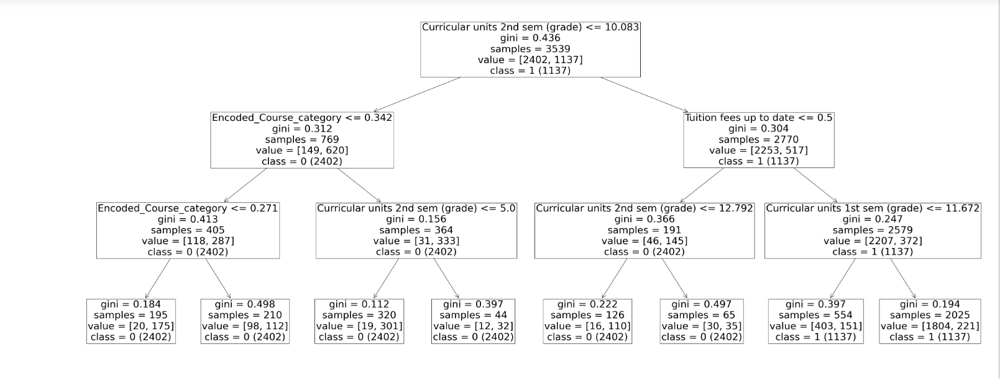 Curricular units 2nd sem (grade) <= 10.083
gini = 0.436
samples = 3539
value = [2402, 1137]
class = 1 (1137)
Encoded_Course_category <= 0.342
gini = 0.312
samples = 769
value = [149, 620]
class = 0 (2402)
Tuition fees up to date <= 0.5
gini = 0.304
samples = 2770
value = [2253, 517]
class = 1 (1137)
Encoded_Course_category <= 0.271
gini = 0.413
samples = 405
value = [118, 287]
class = 0 (2402)
Curricular units 2nd sem (grade) <= 5.0
gini = 0.156
samples = 364
value = [31, 333]
class = 0 (2402)
Curricular units 2nd sem (grade) <= 12.792
gini = 0.366
samples = 191
value = [46, 145]
class = 0 (2402)
Curricular units 1st sem (grade) <= 11.672
gini = 0.247
samples = 2579
value = [2207, 372]
class = 1 (1137)
gini = 0.184
samples = 195
value = [20, 175]
class = 0 (2402)
gini = 0.498
samples = 210
value = [98, 112]
class = 0 (2402)
gini = 0.112
samples = 320
value = [19, 301]
class = 0 (2402)
gini = 0.397
samples = 44
value = [12, 32]
class = 0 (2402)
gini = 0.222
samples = 126
value = [16, 110]
class = 0 (2402)
gini = 0.497
samples = 65
value = [30, 35]
class = 0 (2402)
gini = 0.397
samples = 554
value = [403, 151]
class = 1 (1137)
gini = 0.194
samples = 2025
value = [1804, 221]
class = 1 (1137)